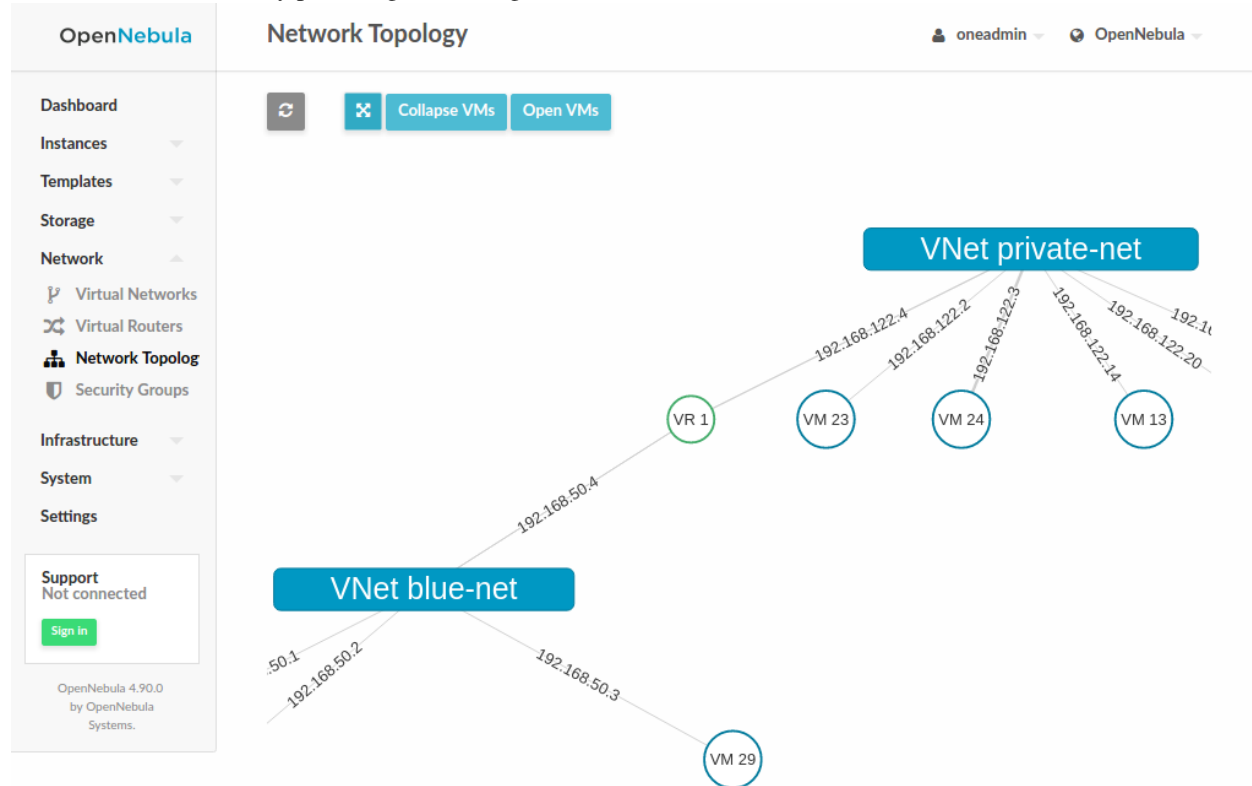 OpenNebula
Network Topology
oneadmin
OpenNebula
Dashboard
Instances
Templates
Storage
Network
Virtual Networks
Virtual Routers
Network Topolog
Security Groups
Infrastructure
System
Settings
Support
Not connected
Sign in
OpenNebula 4.90.0
by OpenNebula
Systems.
Collapse VMs
Open VMs
VNet private-net
192.168.122.4
192.168.122.2
192.168.122.3
192.168.122.14
192.168.122.20
VR 1
VM 23
VM 24
VM 13
192.168.50.4
VNet blue-net
.50.1
192.168.50.2
192.168.50.3
VM 29